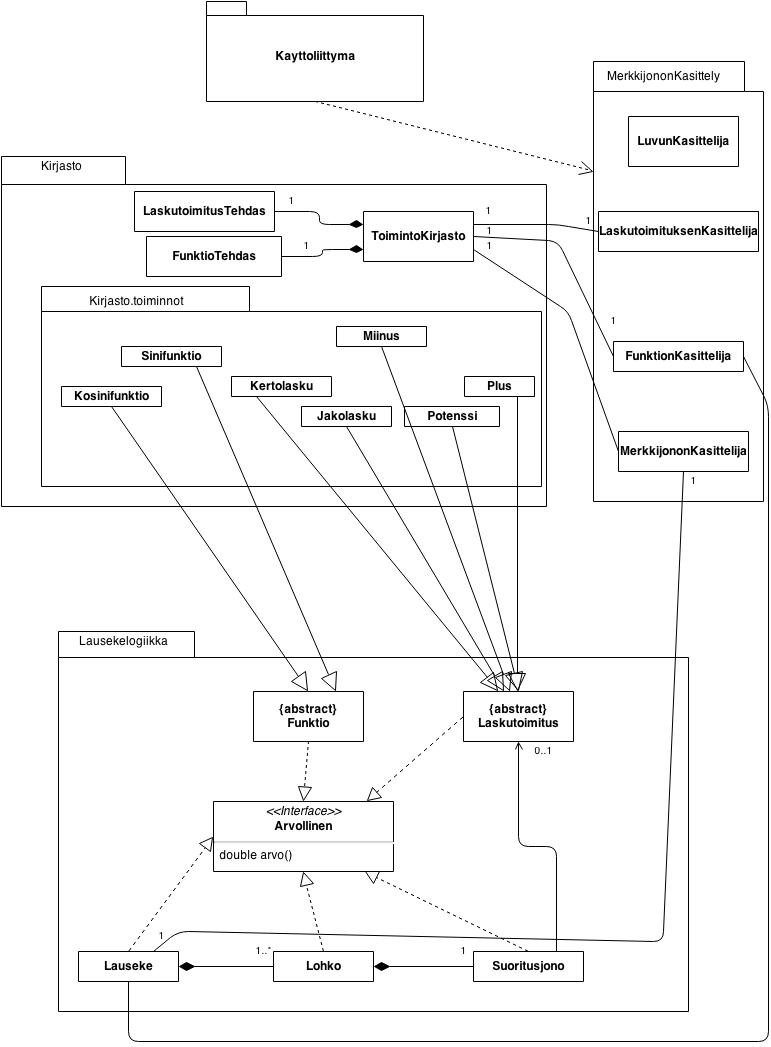 Kayttoliittyma
MerkkijononKasittely
LuvunKasittelija
Kirjasto
LaskutoimitusTehdas
1
ToimintoKirjasto
1
1
LaskutoimituksenKasittelija
1
FunktioTehdas
1
1
Kirjasto.toiminnot
1
Miinus
FunktionKasittelija
Sinifunktio
Kertolasku
Plus
Kosinifunktio
Jakolasku
Potenssi
MerkkijononKasittelija
1
Lausekelogiikka
{abstract}
Funktio
{abstract}
Laskutoimitus
0..1
<<Interface>>
Arvollinen
double arvo()
1
1..*
1
Lauseke
Lohko
Suoritusjono